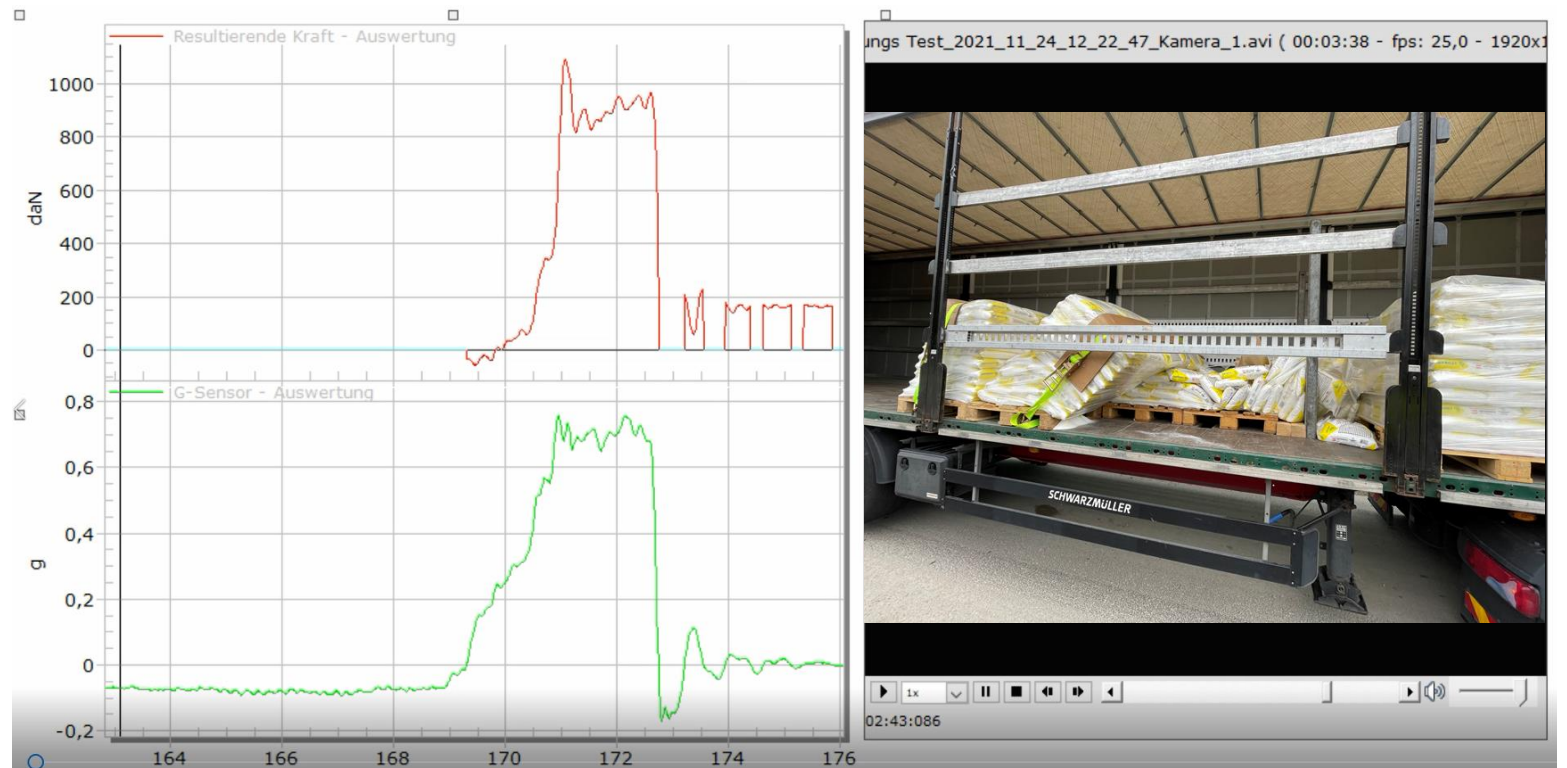 Resultierende Kraft - Auswertung
1000
800
600
400
200
0
daN
G-Sensor - Auswertung
0,8
0,6
0,4
0,2
0
-0,2
g
164 166 168 170 172 174 176
ungs Test_2021_11_24_12_22_47_Kamera_1.avi ( 00:03:38 - fps: 25,0 - 1920x1
SCHWARZMÜLLER
1x
02:43:086